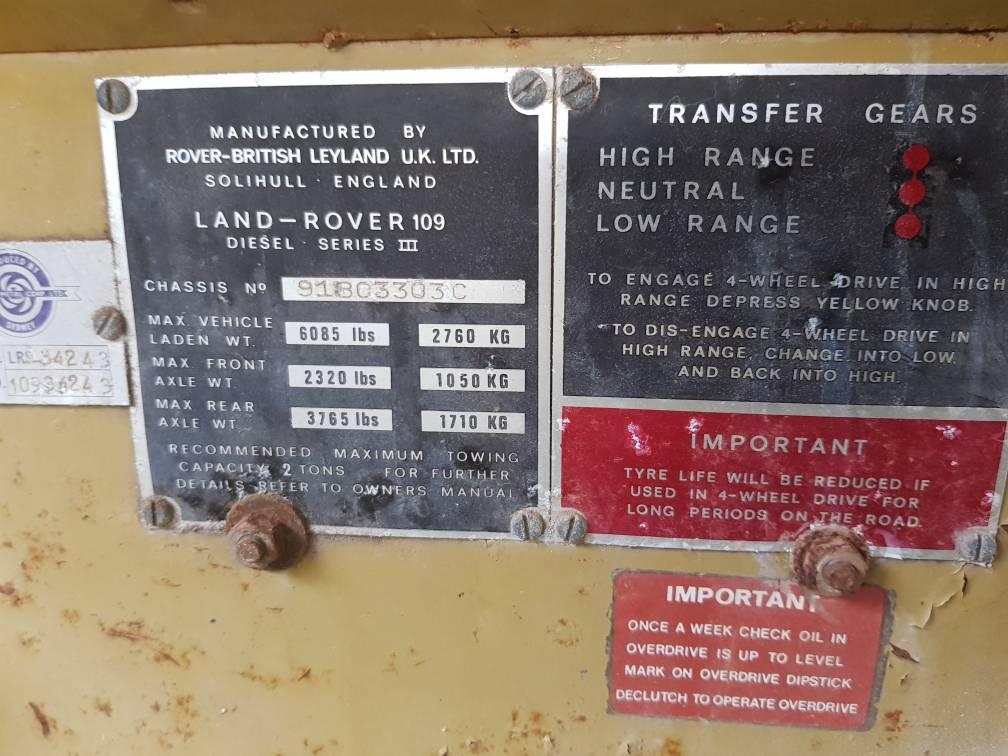 MANUFACTURED BY
ROVER-BRITISH LEYLAND U.K. LTD.
SOLIHULL · ENGLAND
LAND-ROVER 109
DIESEL · SERIES III
CHASSIS Nº 91803303C
MAX. VEHICLE
LADEN WT. 6085 lbs 2760 KG
MAX FRONT
AXLE WT 2320 lbs 1050 KG
MAX REAR
AXLE WT. 3765 lbs 1710 KG
RECOMMENDED MAXIMUM TOWING
CAPACITY 2 TONS FOR FURTHER
DETAILS REFER TO OWNERS MANUAL
TRANSFER GEARS
HIGH RANGE
NEUTRAL
LOW RANGE
TO ENGAGE 4-WHEEL DRIVE IN HIGH
RANGE DEPRESS YELLOW KNOB.
TO DIS-ENGAGE 4-WHEEL DRIVE IN
HIGH RANGE, CHANGE INTO LOW,
AND BACK INTO HIGH.
IMPORTANT
TYRE LIFE WILL BE REDUCED IF
USED IN 4-WHEEL DRIVE FOR
LONG PERIODS ON THE ROAD.
IMPORTANT
ONCE A WEEK CHECK OIL IN
OVERDRIVE IS UP TO LEVEL
MARK ON OVERDRIVE DIPSTICK
DECLUTCH TO OPERATE OVERDRIVE
SYDNEY